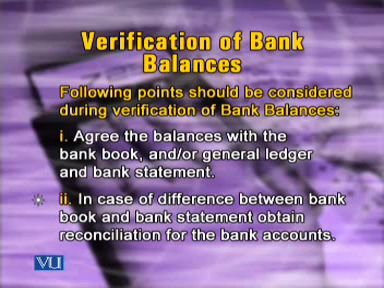 Verification of Bank
Balances
Following points should be considered
during verification of Bank Balances:
i. Agree the balances with the
bank book, and/or general ledger
and bank statement.
ii. In case of difference between bank
book and bank statement obtain
reconciliation for the bank accounts.
VU